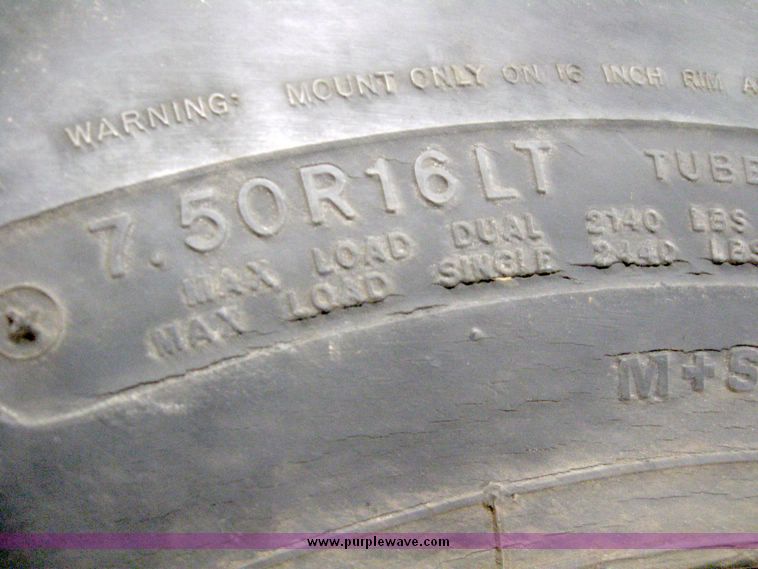 WARNING: MOUNT ONLY ON 16 INCH RIM A
7.50R16LT TUBE
MAX LOAD DUAL 2140 LBS
MAX LOAD SINGLE 2440 LBS
M+S
www.purplewave.com